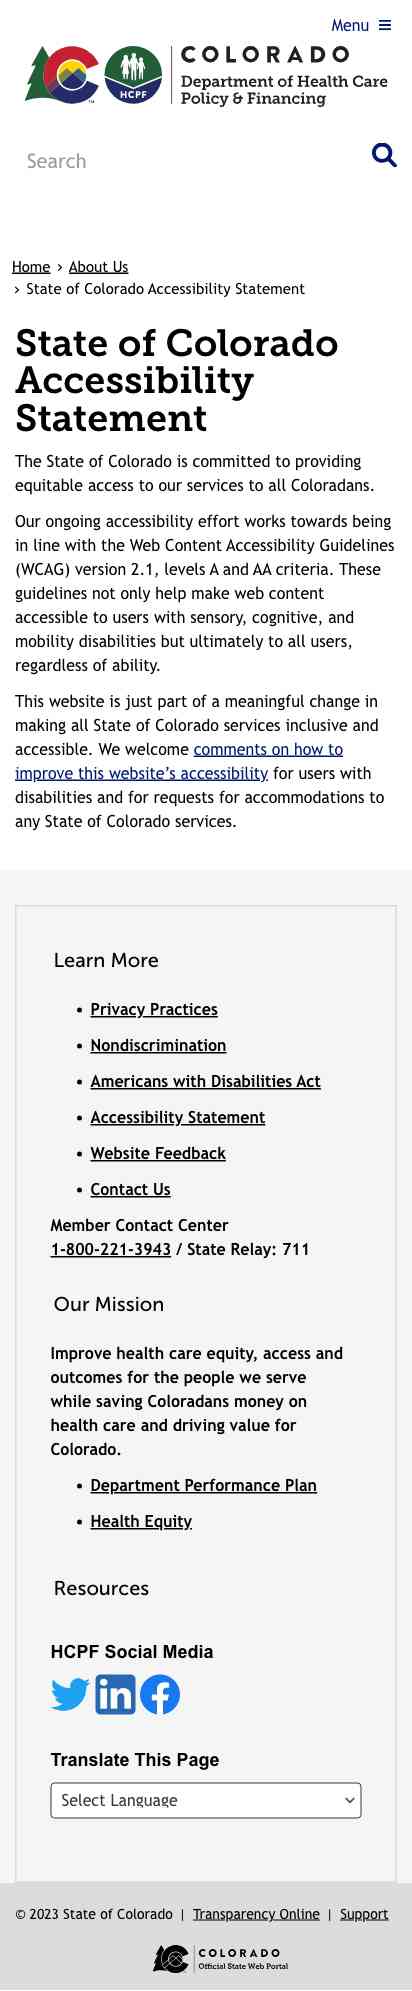 Menu
HCPF
COLORADO
Department of Health Care
Policy & Financing
Search
Home > About Us
> State of Colorado Accessibility Statement
State of Colorado
Accessibility
Statement
The State of Colorado is committed to providing
equitable access to our services to all Coloradans.
Our ongoing accessibility effort works towards being
in line with the Web Content Accessibility Guidelines
(WCAG) version 2.1, levels A and AA criteria. These
guidelines not only help make web content
accessible to users with sensory, cognitive, and
mobility disabilities but ultimately to all users,
regardless of ability.
This website is just part of a meaningful change in
making all State of Colorado services inclusive and
accessible. We welcome comments on how to
improve this website’s accessibility for users with
disabilities and for requests for accommodations to
any State of Colorado services.
Learn More
• Privacy Practices
• Nondiscrimination
• Americans with Disabilities Act
• Accessibility Statement
• Website Feedback
• Contact Us
Member Contact Center
1-800-221-3943 / State Relay: 711
Our Mission
Improve health care equity, access and
outcomes for the people we serve
while saving Coloradans money on
health care and driving value for
Colorado.
• Department Performance Plan
• Health Equity
Resources
HCPF Social Media
Translate This Page
Select Language
© 2023 State of Colorado | Transparency Online | Support
COLORADO
Official State Web Portal